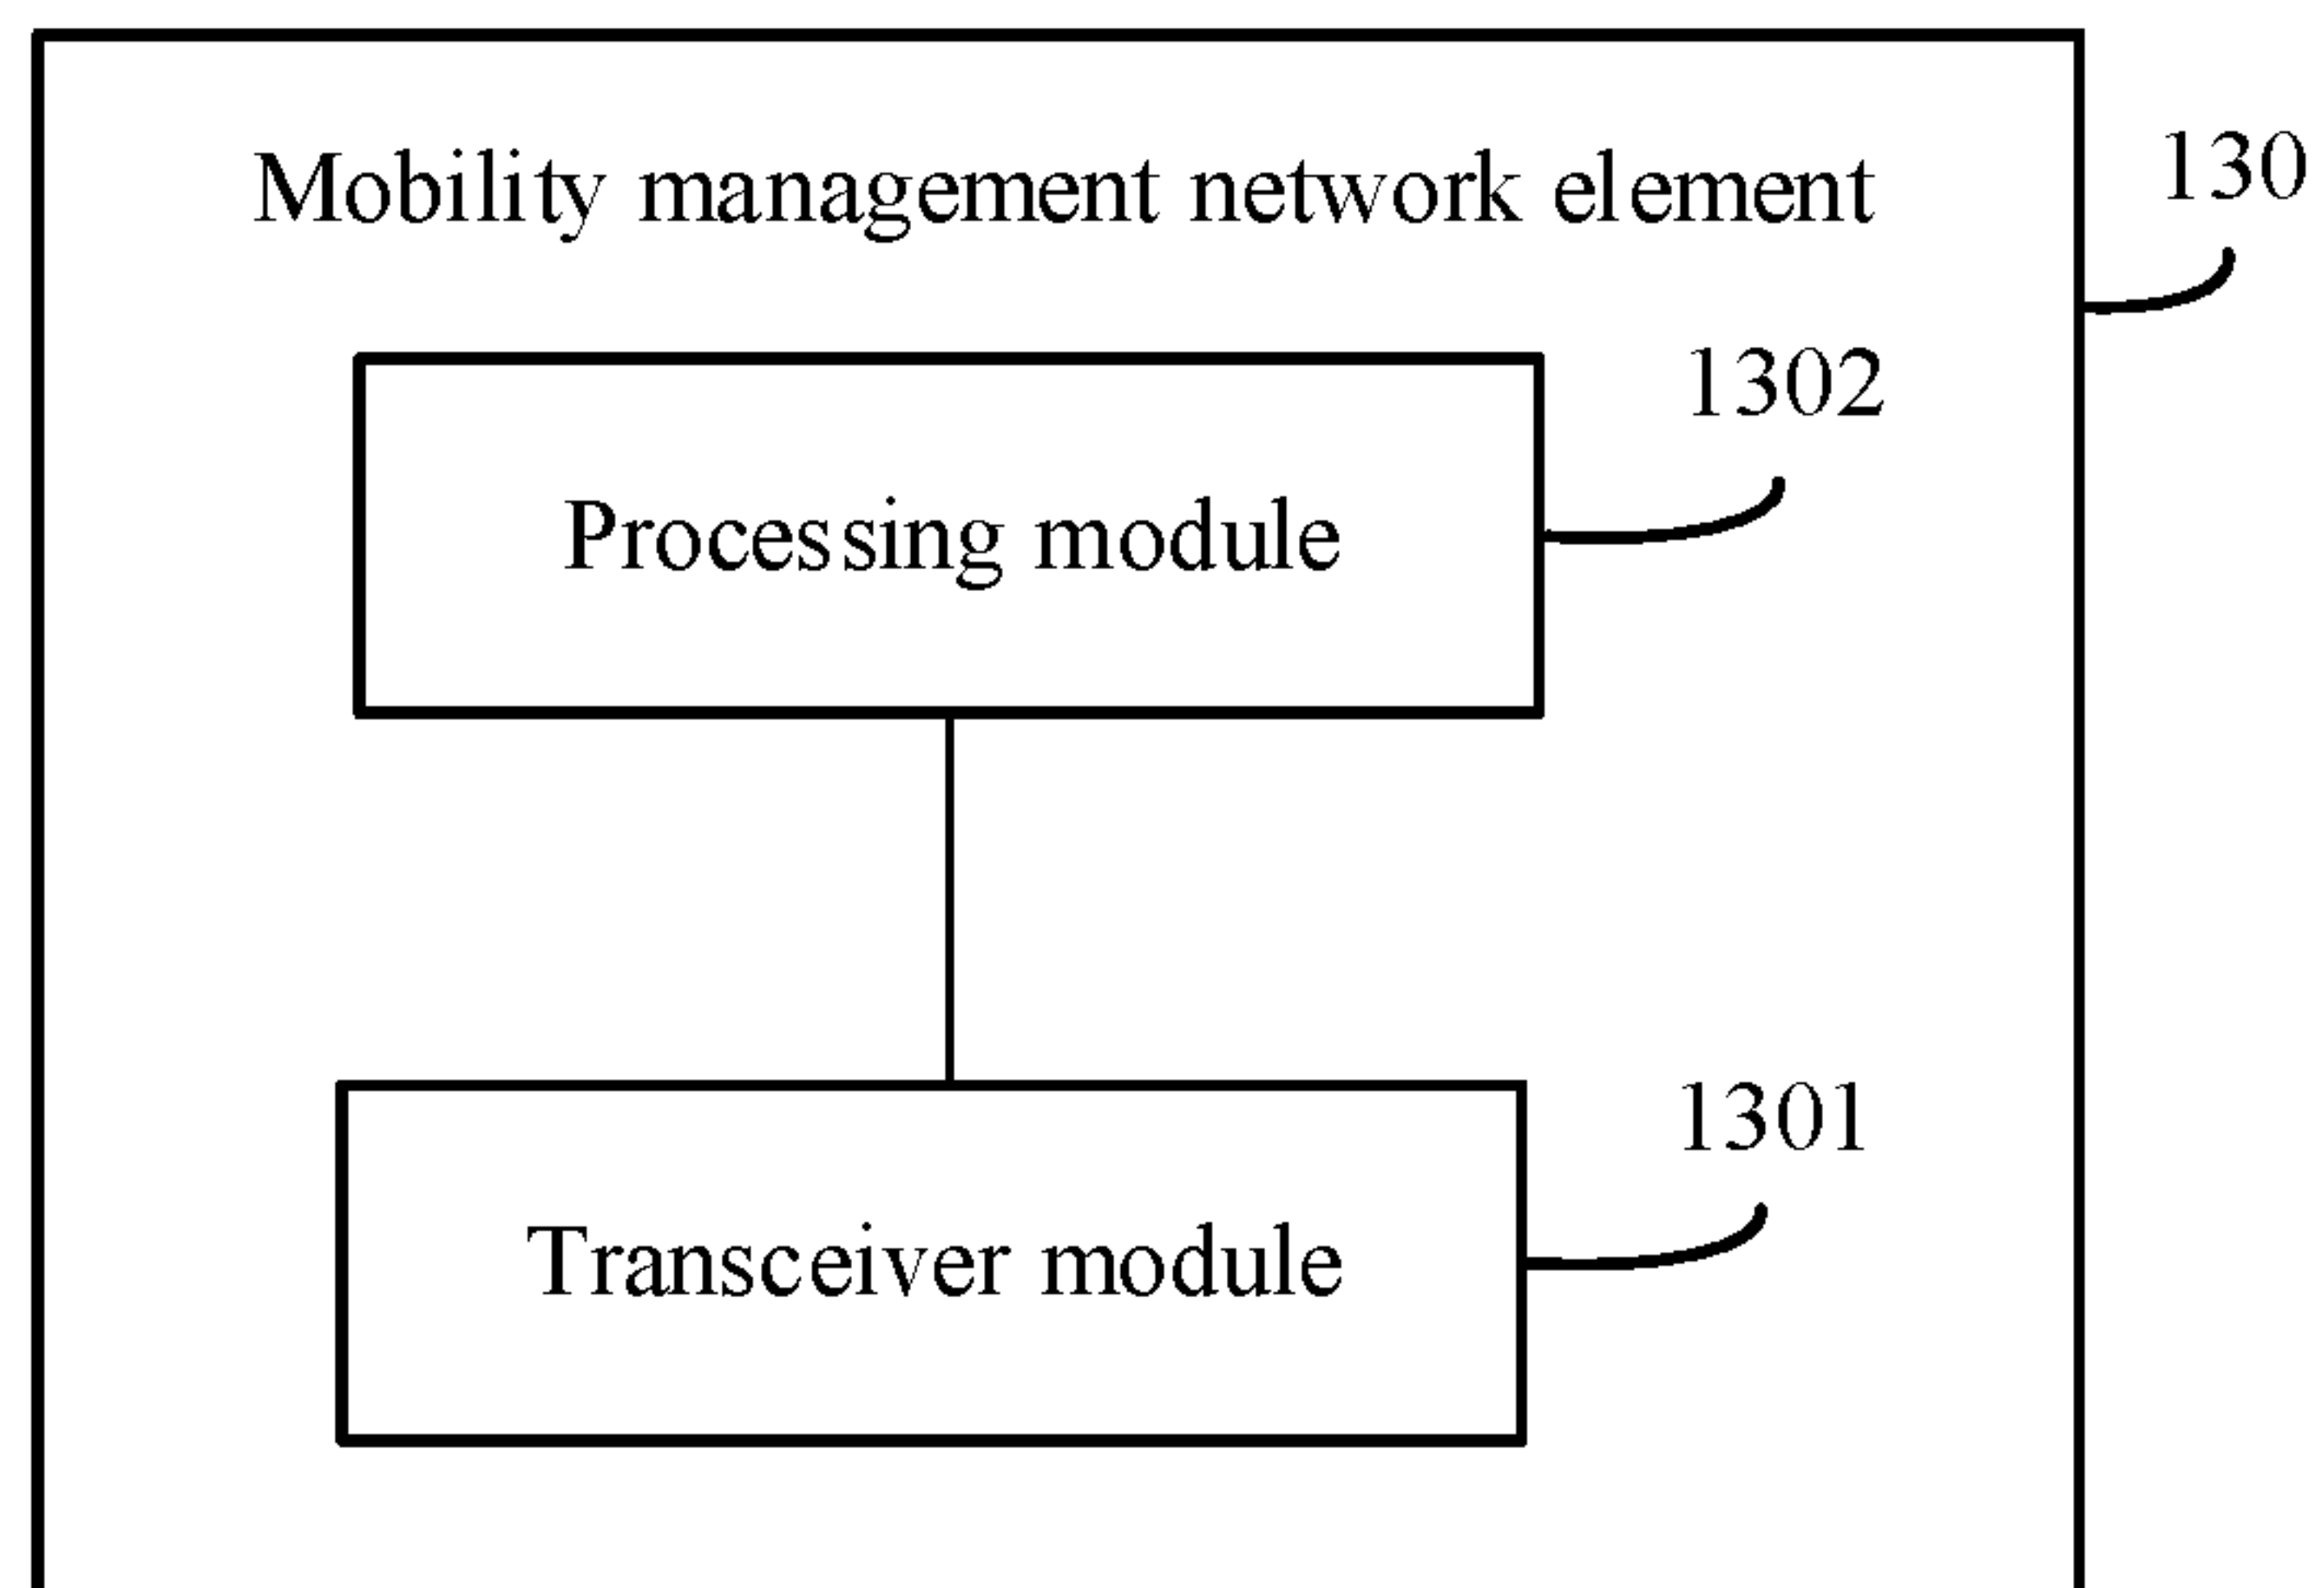 Mobility management network element
130
1302
Processing module
1301
Transceiver module